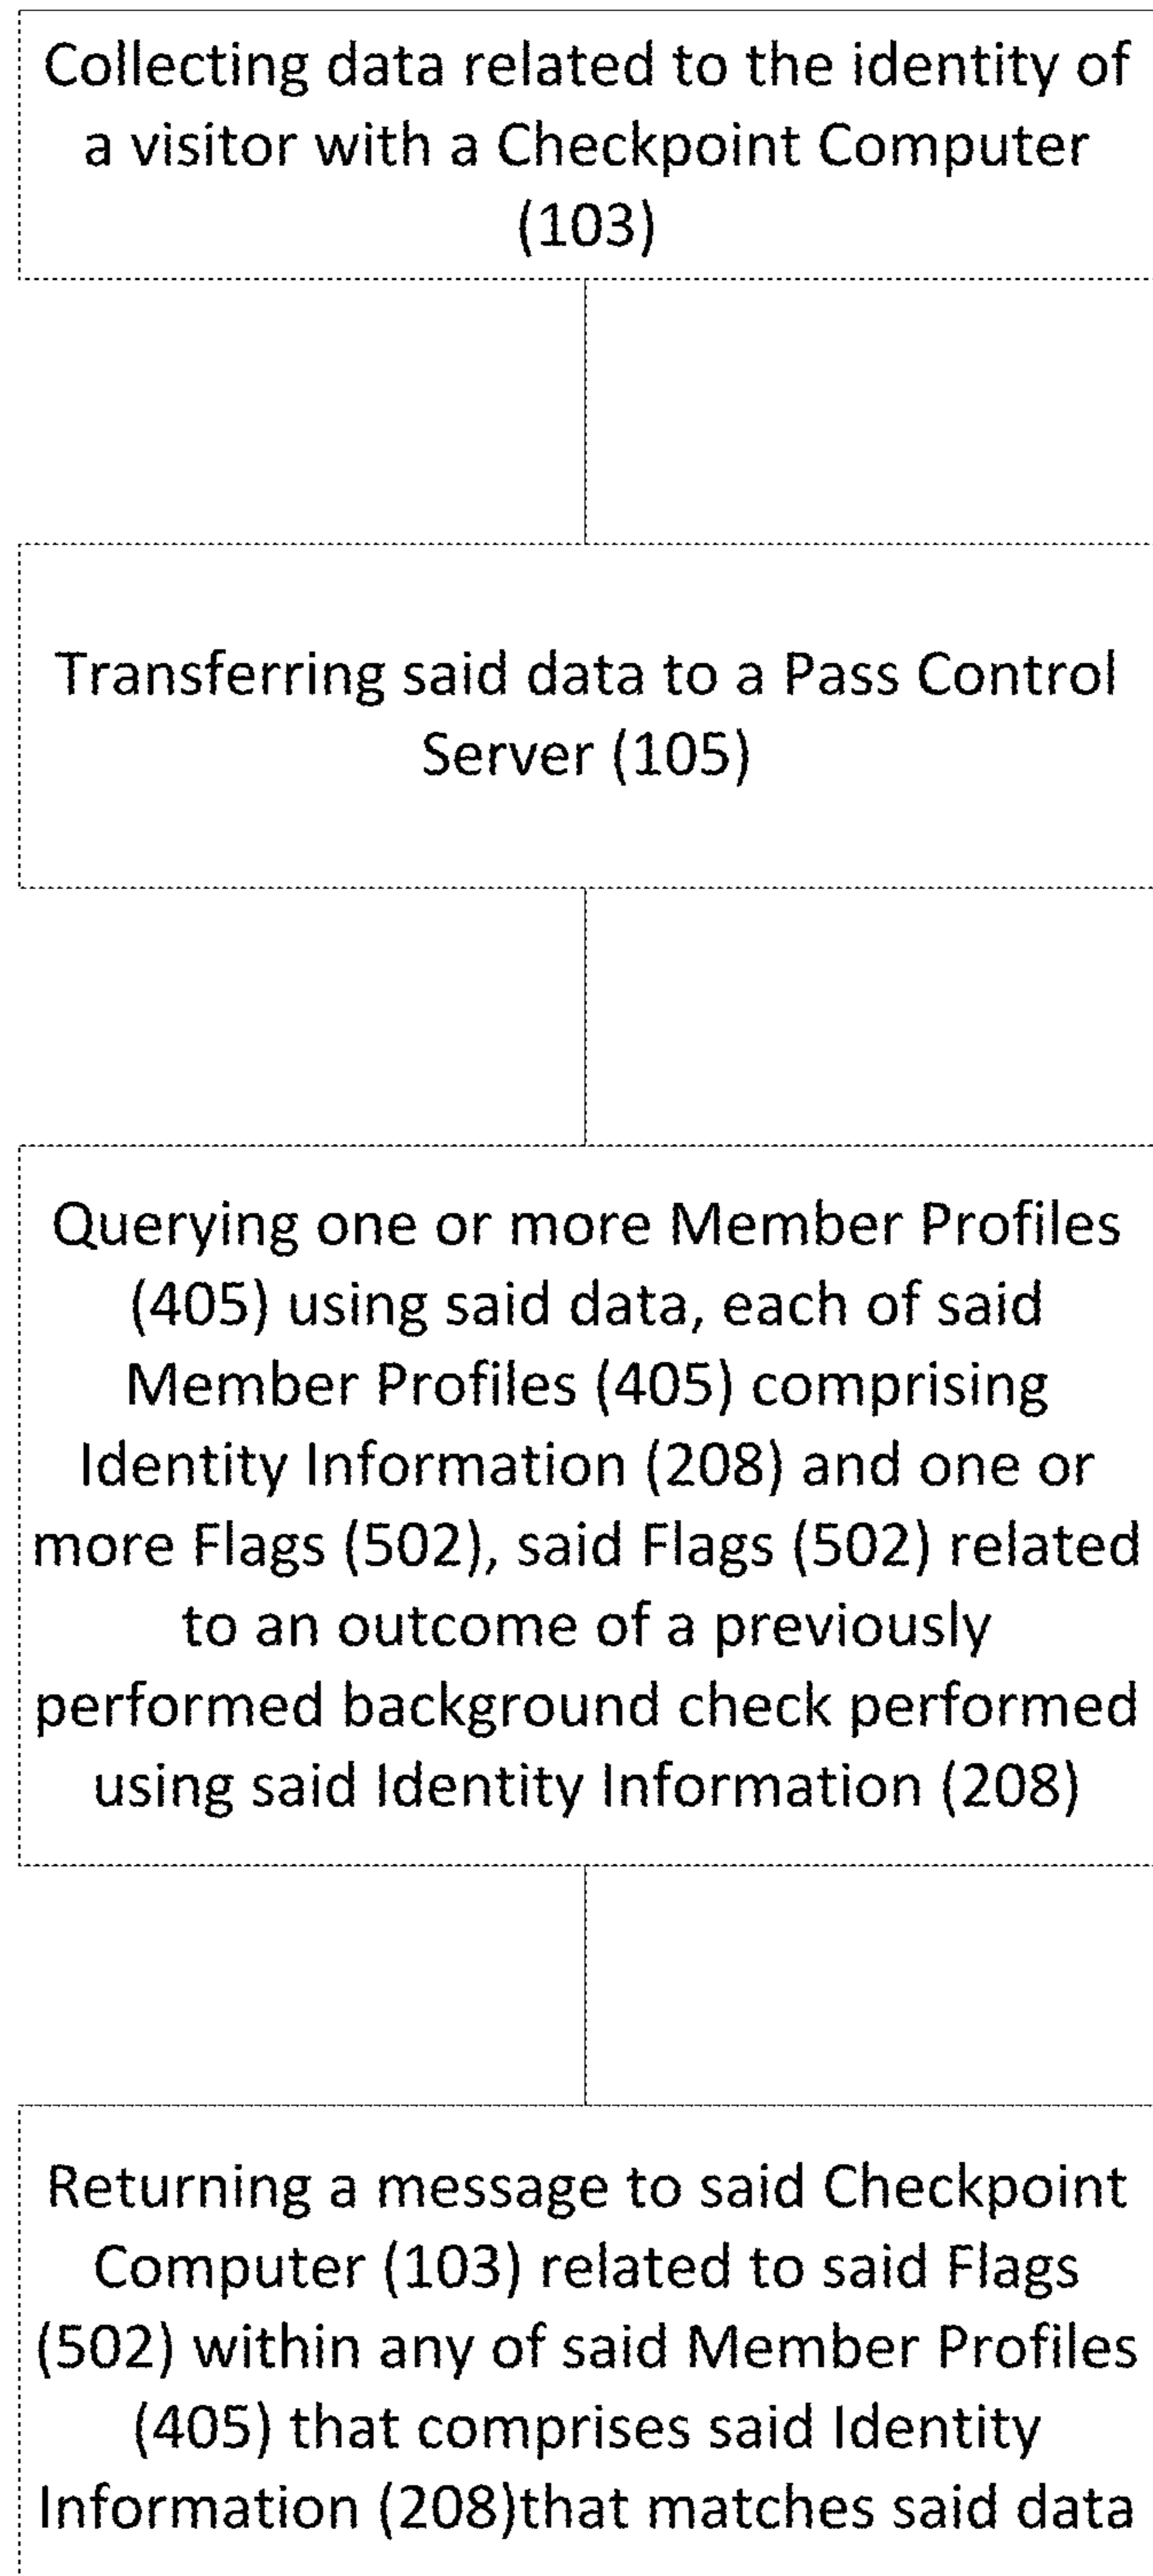 Collecting data related to the identity of
a visitor with a Checkpoint Computer
(103)
Transferring said data to a Pass Control
Server (105)
Querying one or more Member Profiles
(405) using said data, each of said
Member Profiles (405) comprising
Identity Information (208) and one or
more Flags (502), said Flags (502) related
to an outcome of a previously
performed background check performed
using said Identity Information (208)
Returning a message to said Checkpoint
Computer (103) related to said Flags
(502) within any of said Member Profiles
(405) that comprises said Identity
Information (208)that matches said data